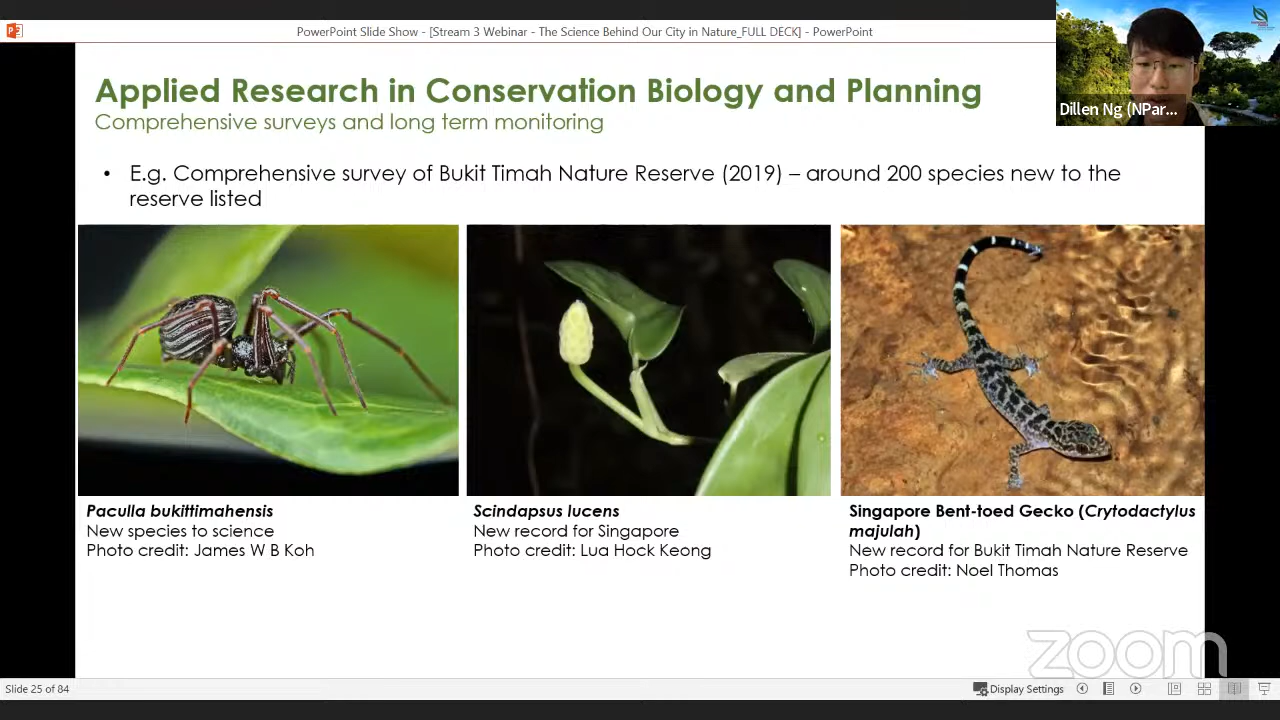 PowerPoint Slide Show - [Stream 3 Webinar - The Science Behind Our City in Nature_FULL DECK] - PowerPoint
Dillen Ng (NPar...
Applied Research in Conservation Biology and Planning
Comprehensive surveys and long term monitoring
• E.g. Comprehensive survey of Bukit Timah Nature Reserve (2019) – around 200 species new to the
reserve listed
Paculla bukittimahensis
New species to science
Photo credit: James W B Koh
Scindapsus lucens
New record for Singapore
Photo credit: Lua Hock Keong
Singapore Bent-toed Gecko (Crytodactylus
majulah)
New record for Bukit Timah Nature Reserve
Photo credit: Noel Thomas
zoom
Slide 25 of 84
Display Settings